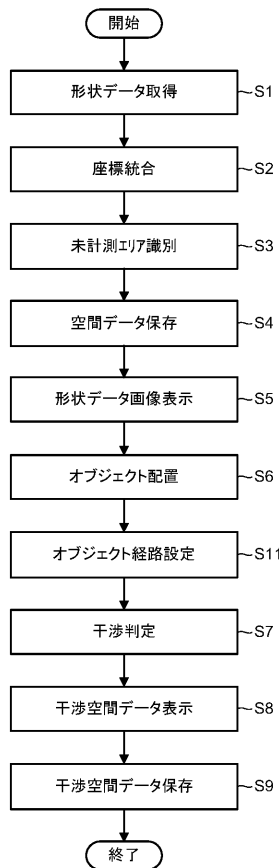 開始
形状データ取得 S1
座標統合 S2
未計測エリア識別 S3
空間データ保存 S4
形状データ画像表示 S5
オブジェクト配置 S6
オブジェクト経路設定 S11
干渉判定 S7
干渉空間データ表示 S8
干渉空間データ保存 S9
終了